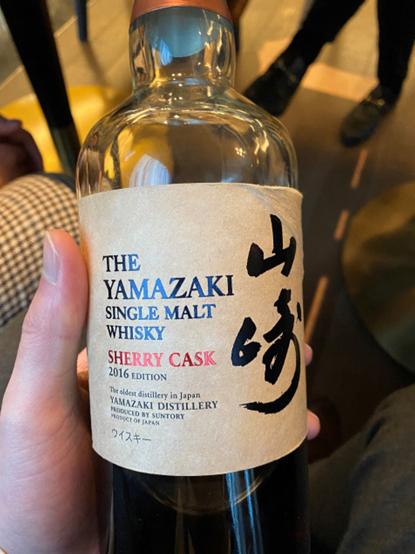 THE
YAMAZAKI
SINGLE MALT
WHISKY
SHERRY CASK
2016 EDITION
The oldest distillery in Japan
YAMAZAKI DISTILLERY
PRODUCED BY SUNTORY
PRODUCT OF JAPAN
ウイスキー
山崎